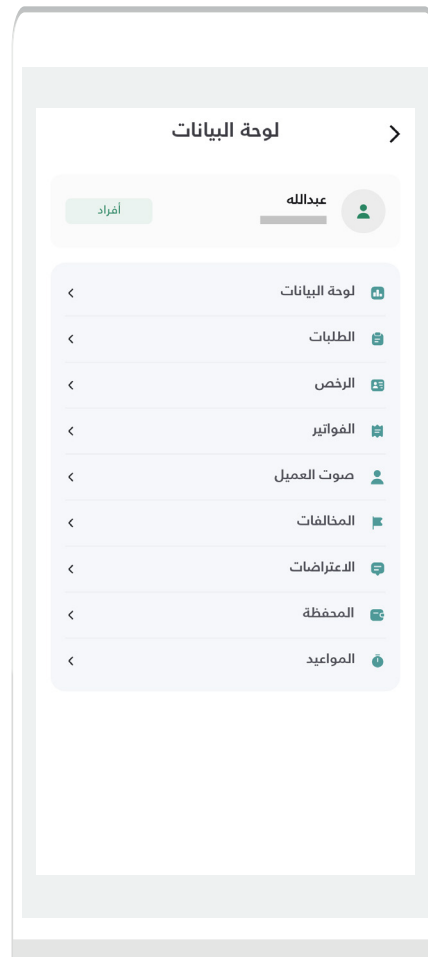 لوحة البيانات
عبدالله
أفراد
لوحة البيانات
الطلبات
الرخص
الفواتير
صوت العميل
المخالفات
الاعتراضات
المحفظة
المواعيد